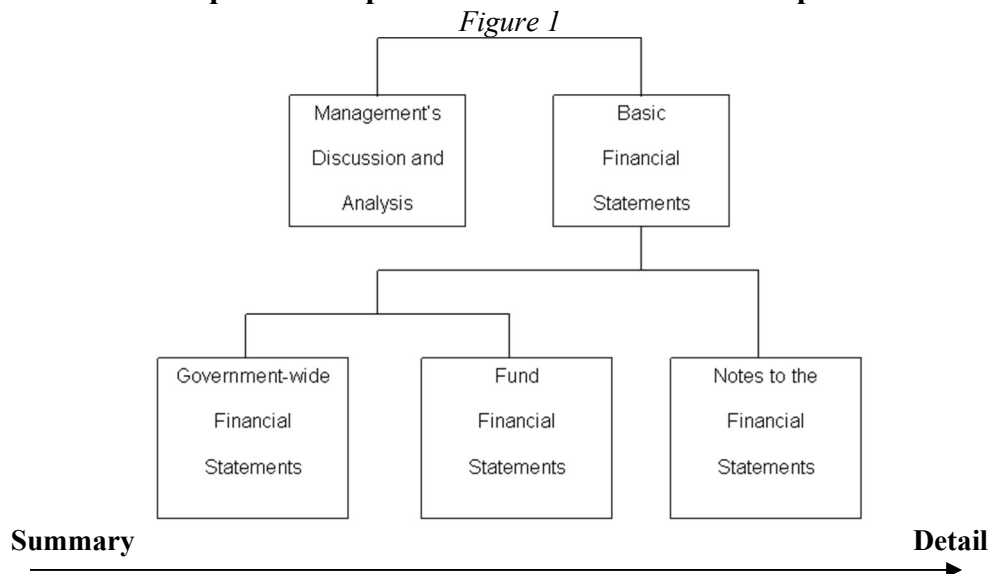 Figure 1
Management's
Discussion and
Analysis
Basic
Financial
Statements
Government-wide
Financial
Statements
Fund
Financial
Statements
Notes to the
Financial
Statements
Summary
Detail